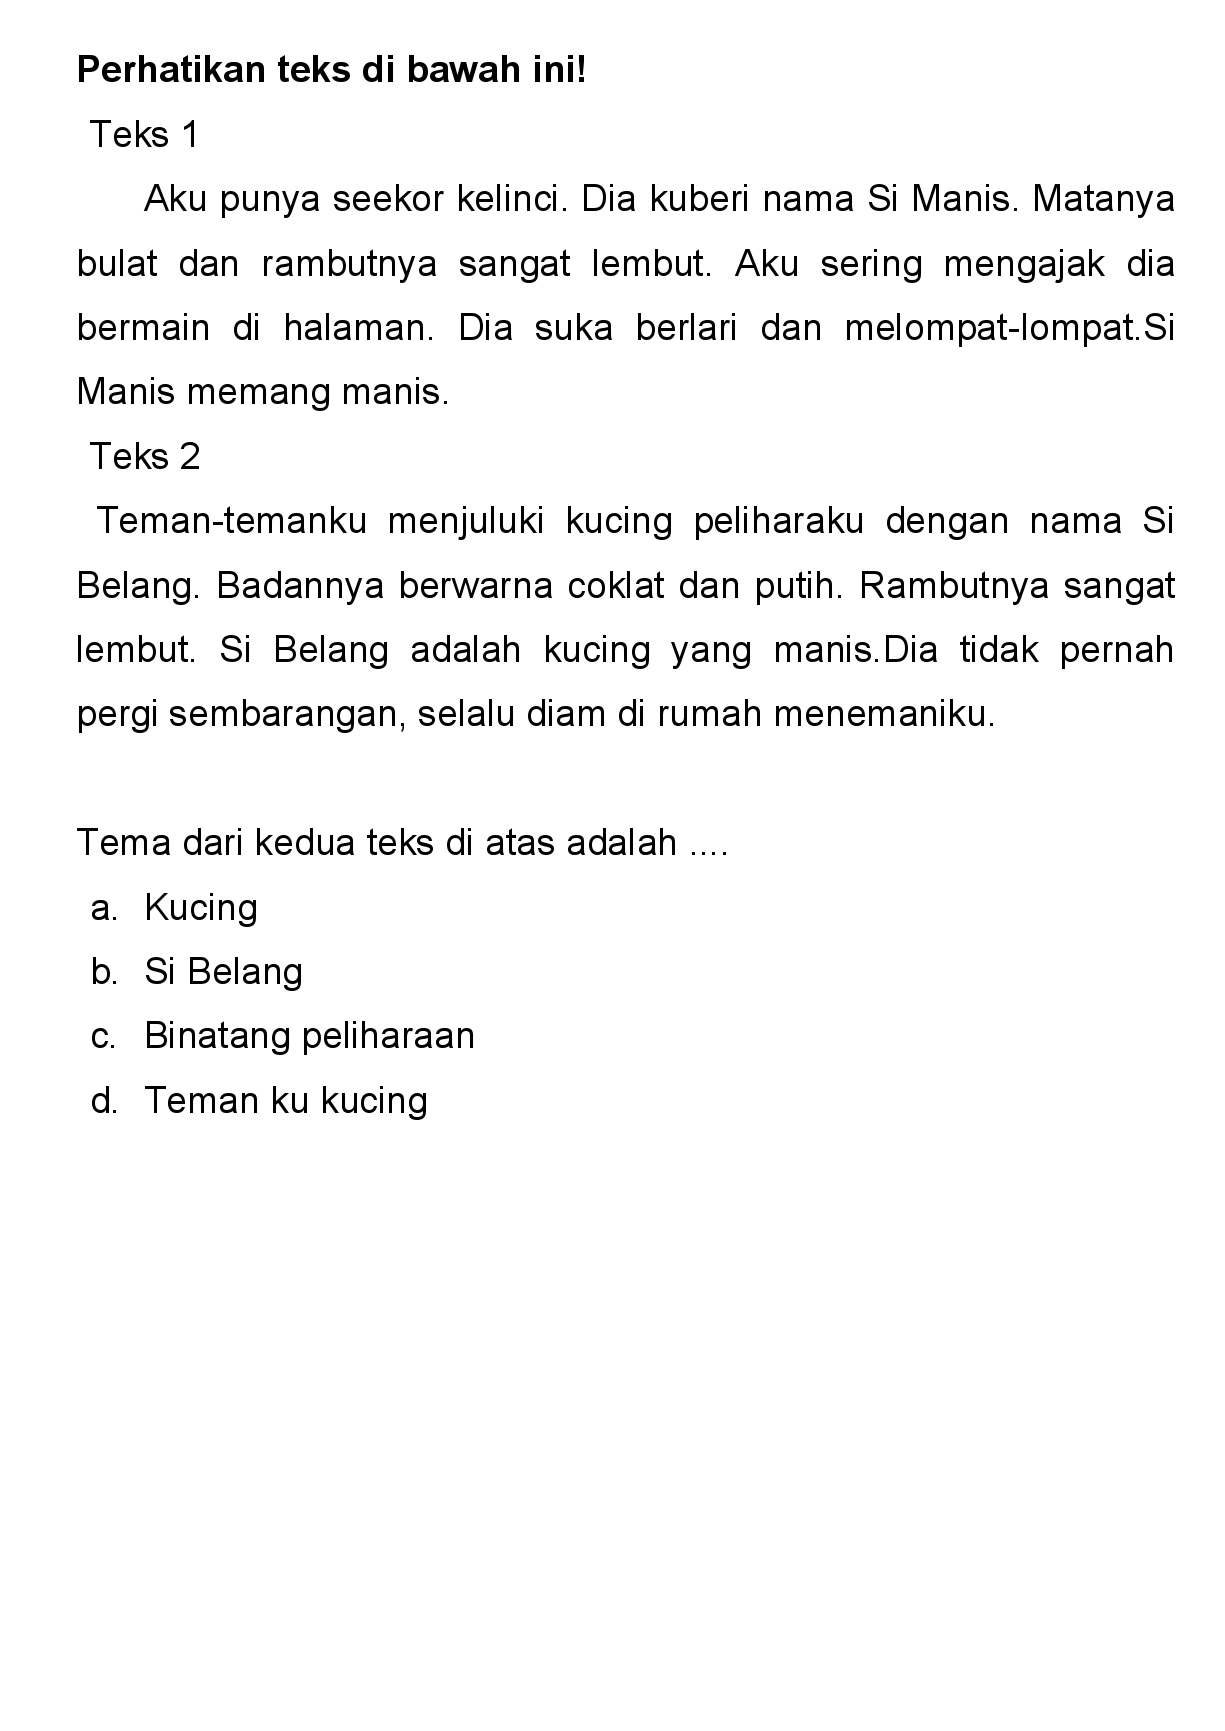 Perhatikan teks di bawah ini!
Teks 1
Aku punya seekor kelinci. Dia kuberi nama Si Manis. Matanya
bulat dan rambutnya sangat lembut. Aku sering mengajak dia
bermain di halaman. Dia suka berlari dan melompat-lompat.Si
Manis memang manis.
Teks 2
Teman-temanku menjuluki kucing peliharaku dengan nama Si
Belang. Badannya berwarna coklat dan putih. Rambutnya sangat
lembut. Si Belang adalah kucing yang manis.Dia tidak pernah
pergi sembarangan, selalu diam di rumah menemaniku.
Tema dari kedua teks di atas adalah ....
a. Kucing
b. Si Belang
c. Binatang peliharaan
d. Teman ku kucing